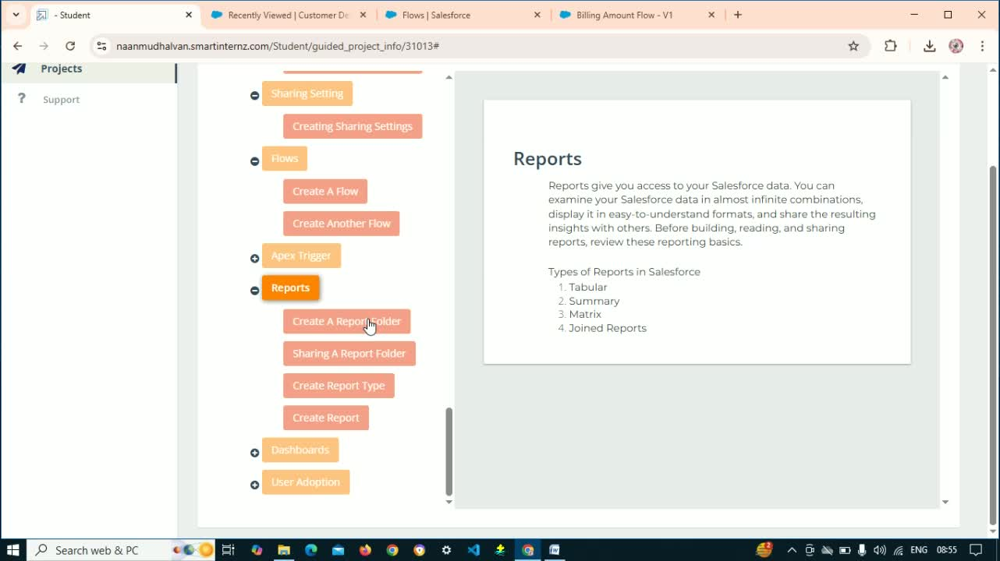 - Student
Recently Viewed | Customer De
Flows | Salesforce
Billing Amount Flow - V1
naanmudhalvan.smartinternz.com/Student/guided_project_info/31013#
Projects
? Support
Sharing Setting
Creating Sharing Settings
Flows
Create A Flow
Create Another Flow
Apex Trigger
Reports
Create A Report Folder
Sharing A Report Folder
Create Report Type
Create Report
Dashboards
User Adoption
Reports
Reports give you access to your Salesforce data. You can
examine your Salesforce data in almost infinite combinations,
display it in easy-to-understand formats, and share the resulting
insights with others. Before building, reading, and sharing
reports, review these reporting basics.
Types of Reports in Salesforce
1. Tabular
2. Summary
3. Matrix
4. Joined Reports
Search web & PC
2
ENG
08:55